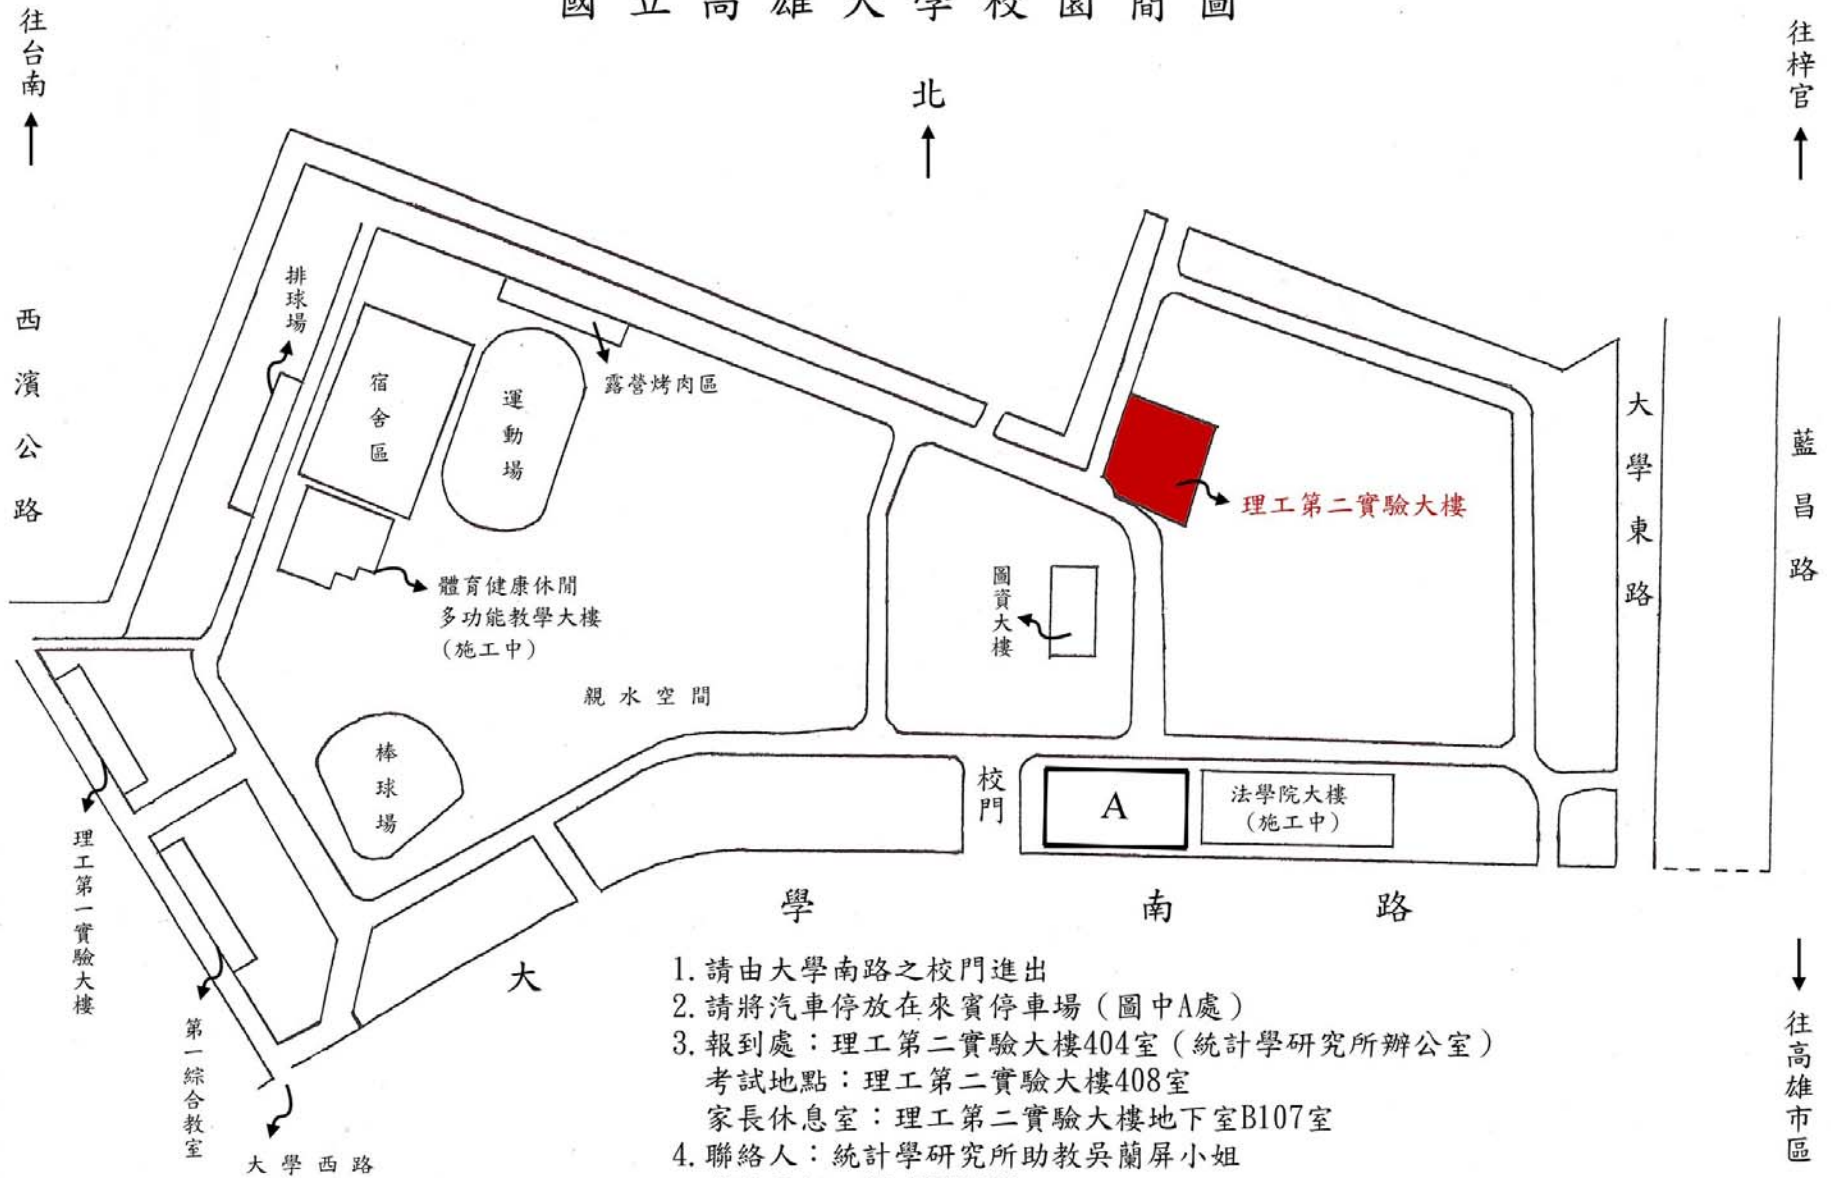 國立高雄大學校園簡圖
往台南
北
往梓官
西濱公路
排球場
宿舍區
運動場
露營烤肉區
大學東路
藍昌路
理工第二實驗大樓
圖資大樓
體育健康休閒
多功能教學大樓
(施工中)
親水空間
棒球場
校門
A
法學院大樓
(施工中)
理工第一實驗大樓
第一綜合教室
大學西路
大學南路
1.請由大學南路之校門進出
2.請將汽車停放在來賓停車場(圖中A處)
3.報到處:理工第二實驗大樓404室(統計學研究所辦公室)
考試地點:理工第二實驗大樓408室
家長休息室:理工第二實驗大樓地下室B107室
4.聯絡人:統計學研究所助教吳蘭屏小姐
往高雄市區